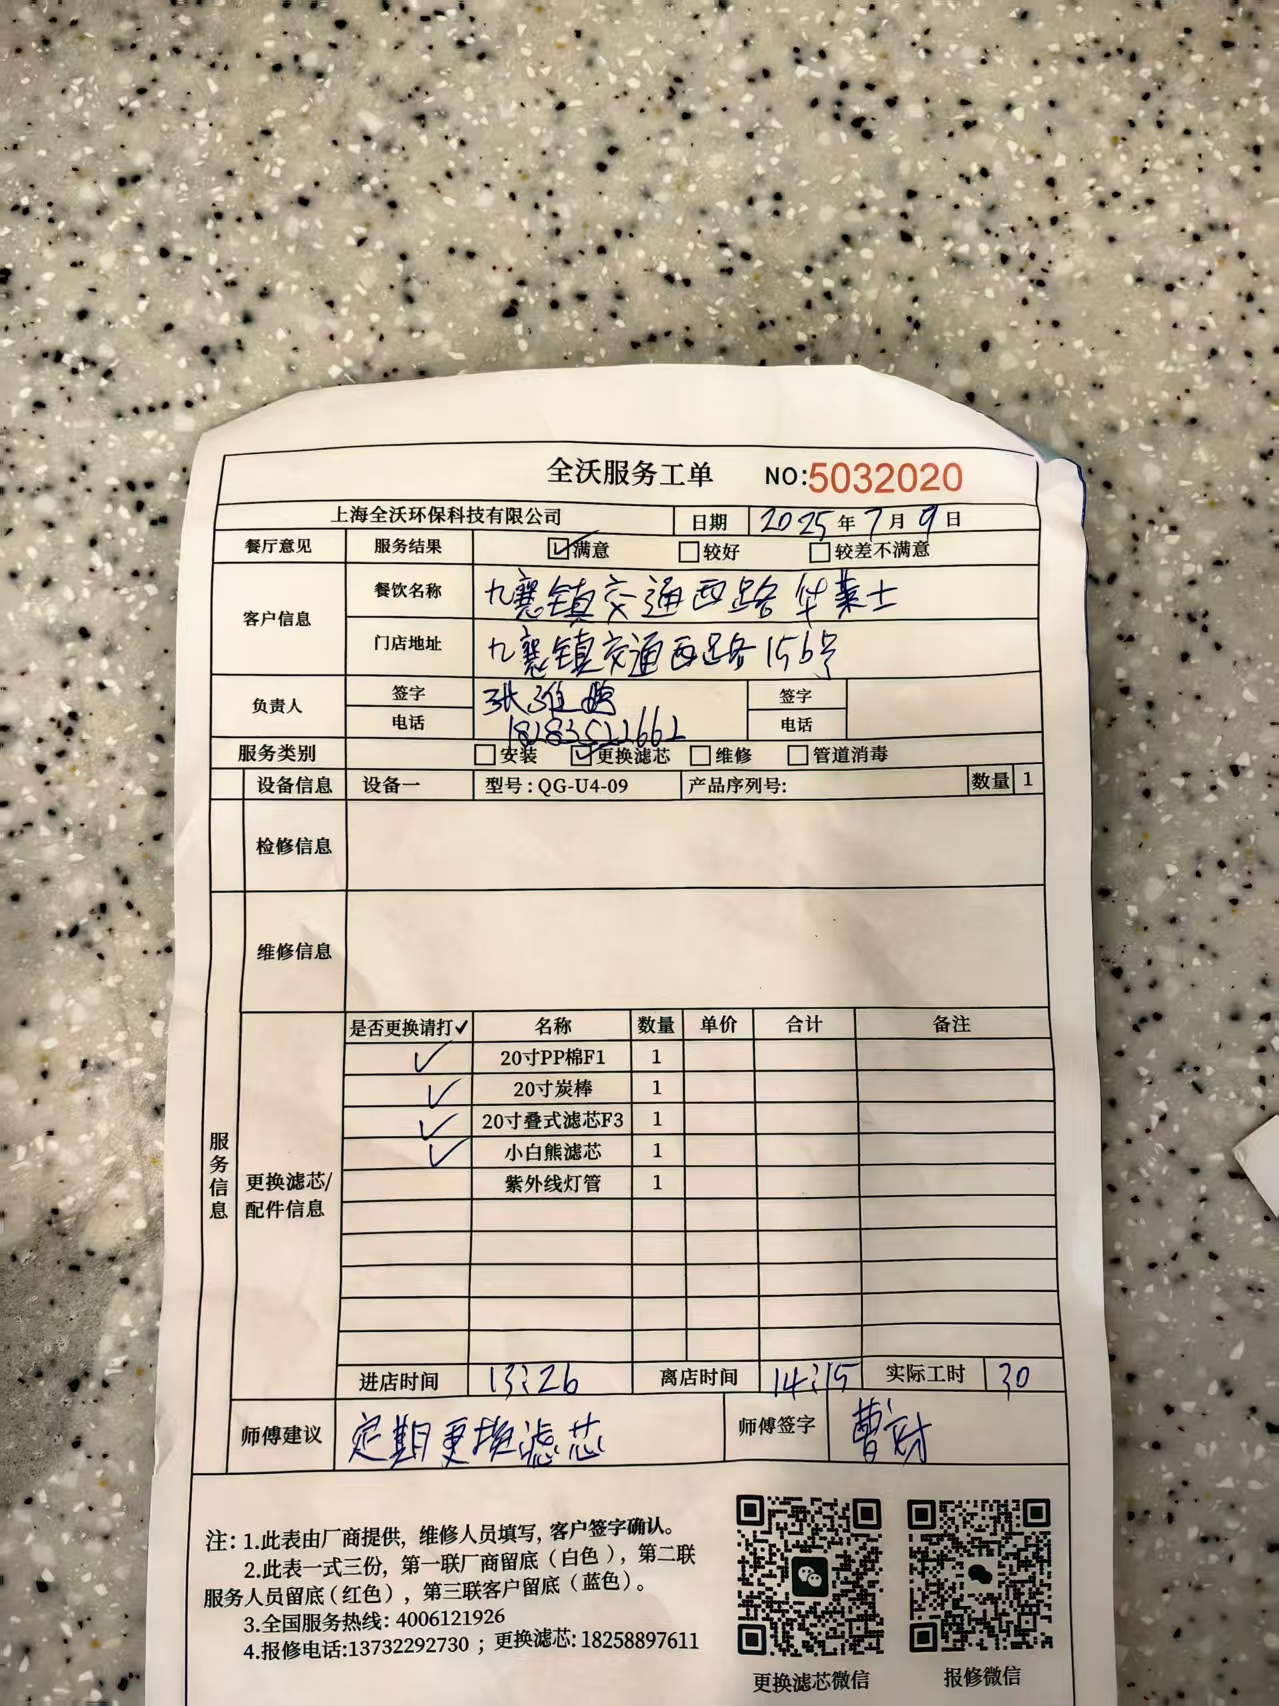 全沃服务工单 NO:5032020
上海全沃环保科技有限公司 日期 2025年7月9日
餐厅意见 服务结果 ☑满意 □较好 □较差不满意
客户信息 餐饮名称 九襄镇交通西路华莱士
门店地址 九襄镇交通西路156号
负责人 签字 张 签字
电话 18283522662 电话
服务类别 □安装 ☑更换滤芯 □维修 □管道消毒
设备信息 设备一 型号:QG-U4-09 产品序列号: 数量 1
检修信息
维修信息
服务信息
更换滤芯/配件信息
是否更换请打✓ 名称 数量 单价 合计 备注
✓ 20寸PP棉F1 1
✓ 20寸炭棒 1
✓ 20寸叠式滤芯F3 1
✓ 小白熊滤芯 1
紫外线灯管 1
进店时间 13:26 离店时间 14:15 实际工时 30
师傅建议 定期更换滤芯 师傅签字 曹
注:1.此表由厂商提供,维修人员填写,客户签字确认。
2.此表一式三份,第一联厂商留底(白色),第二联
服务人员留底(红色),第三联客户留底(蓝色)。
3.全国服务热线:4006121926
4.报修电话:13732292730;更换滤芯:18258897611
更换滤芯微信 报修微信